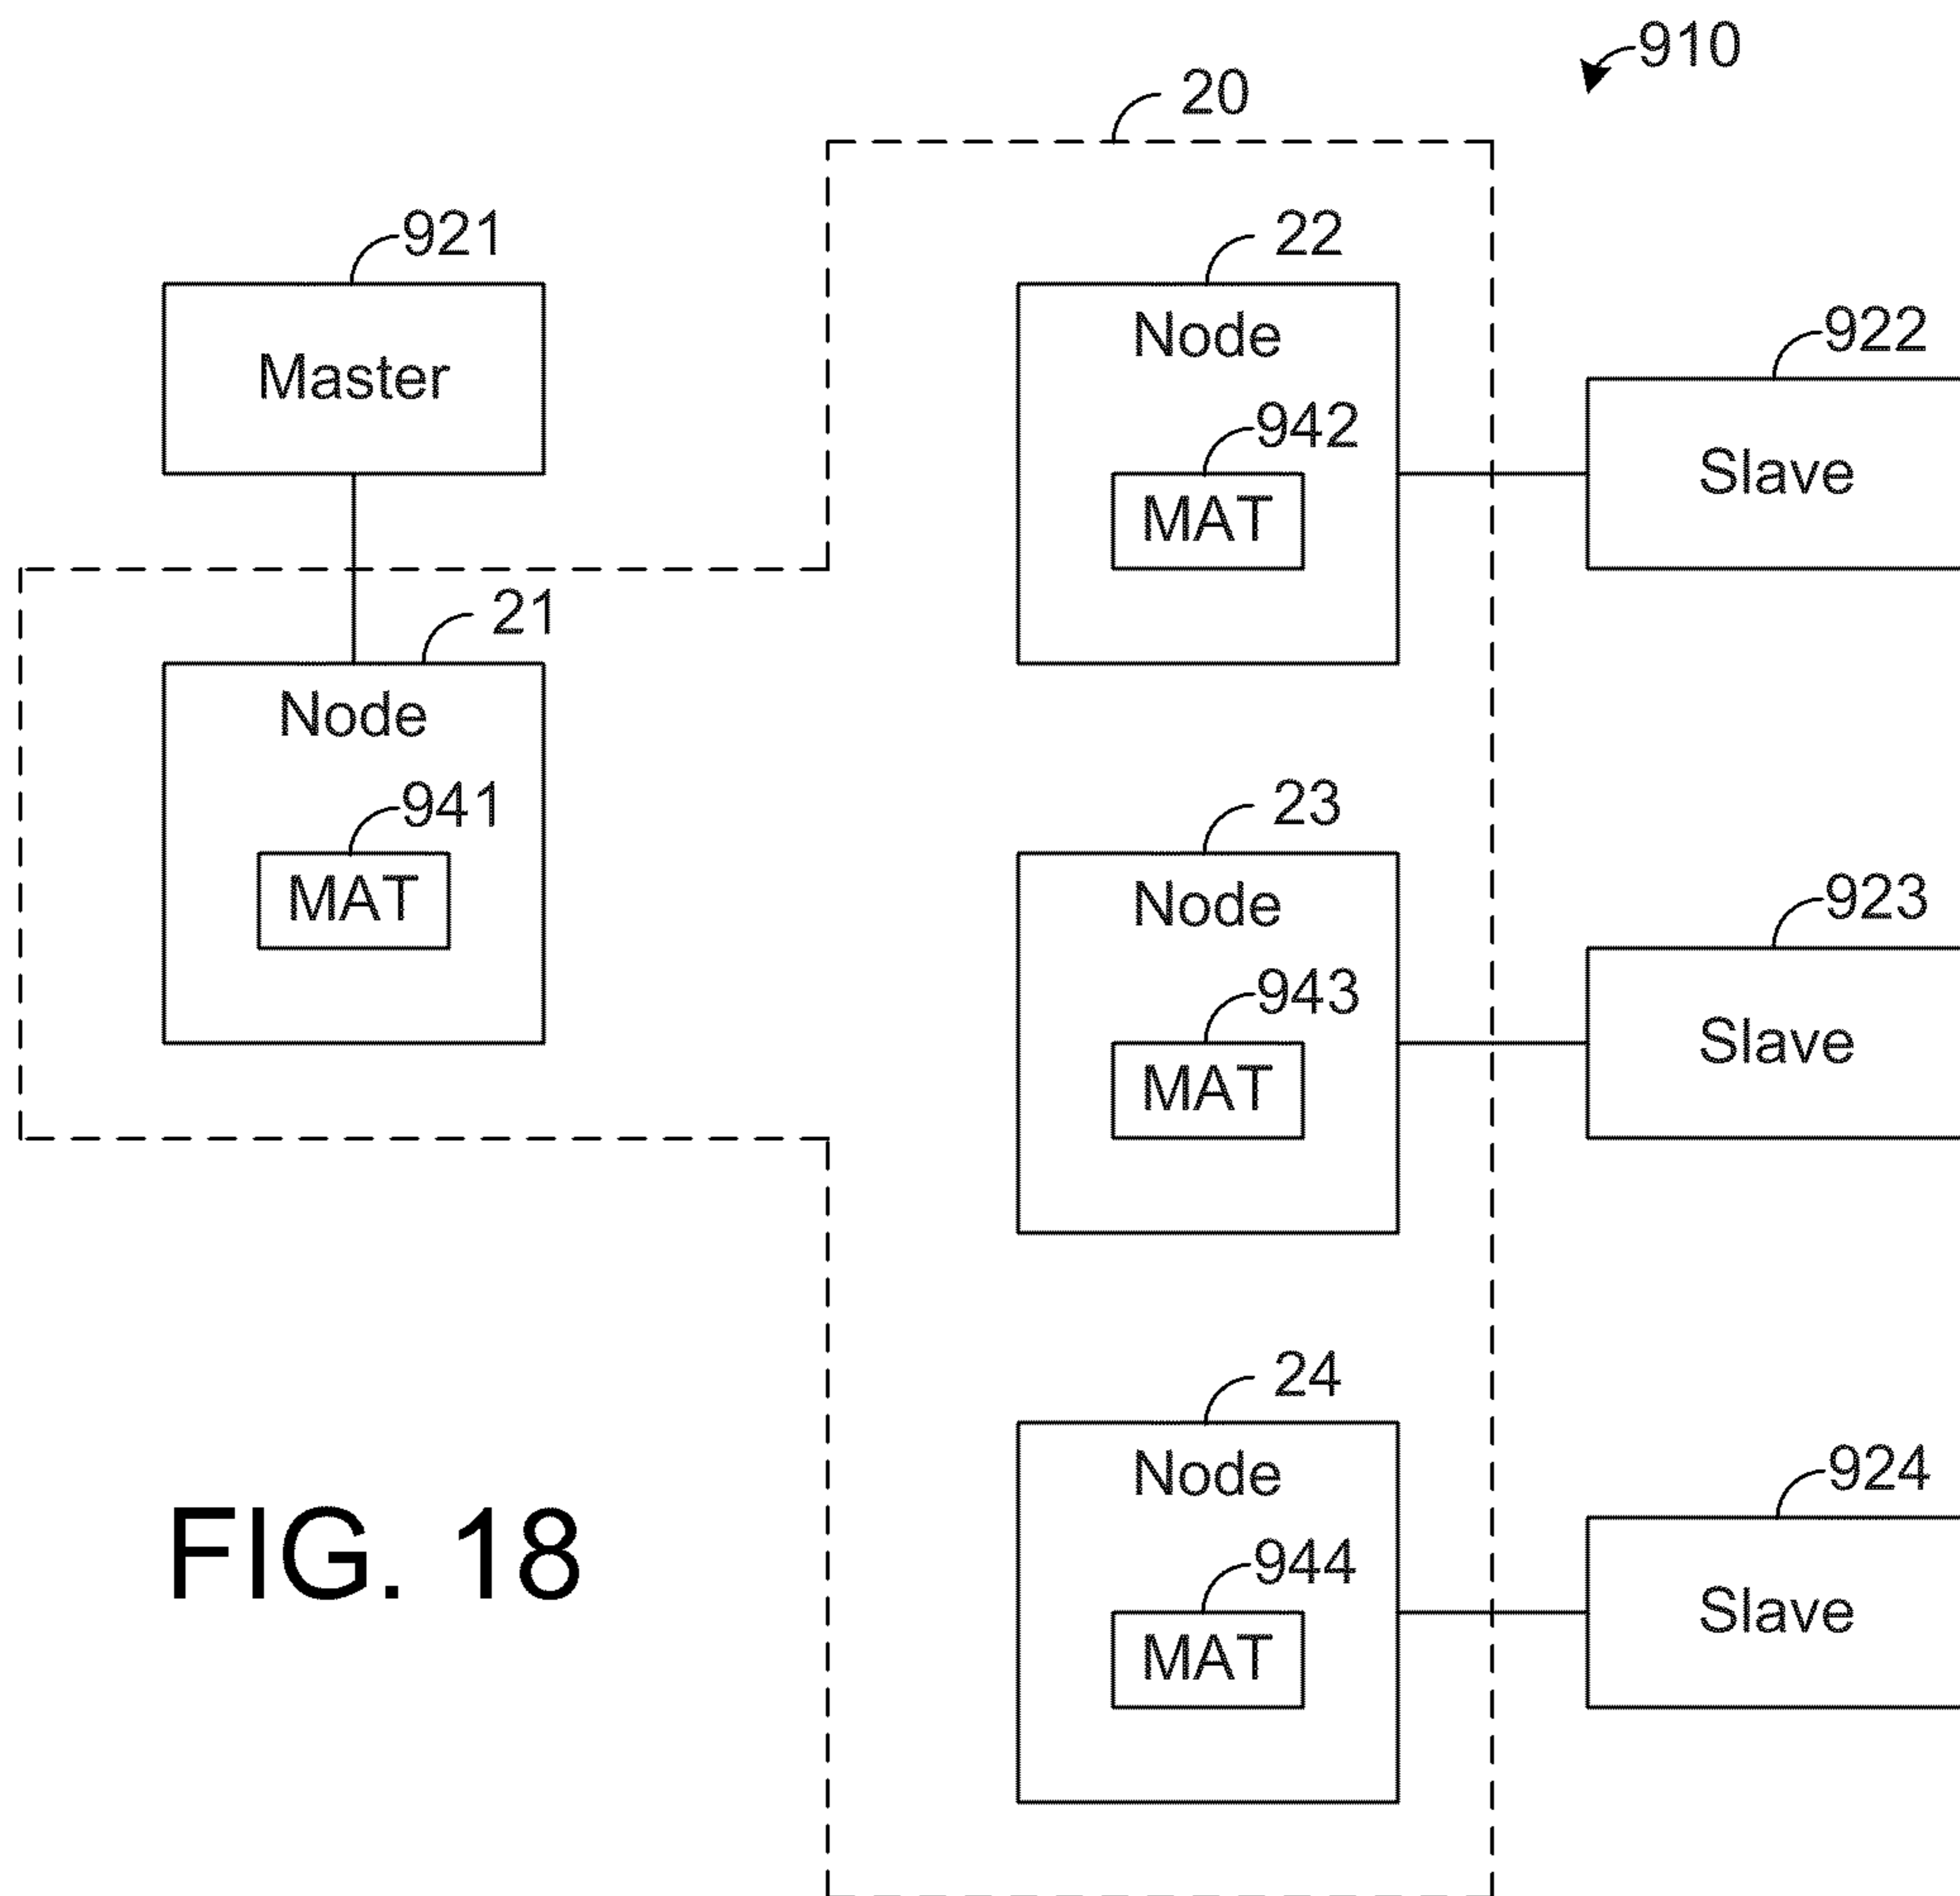 910
20
921
22
Master
Node
922
942
Slave
MAT
21
Node
23
941
Node
923
MAT
943
Slave
MAT
24
Node
924
FIG. 18
944
Slave
MAT